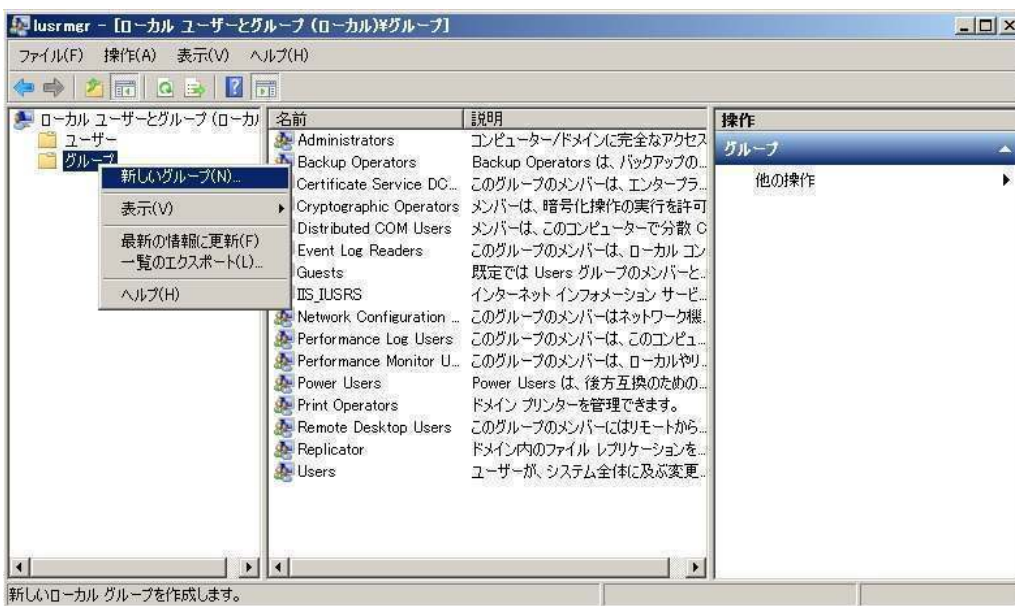 lusrmgr - [ローカル ユーザーとグループ (ローカル)¥グループ]
ファイル(F) 操作(A) 表示(V) ヘルプ(H)
ローカル ユーザーとグループ (ローカ
ユーザー
グループ
新しいグループ(N)...
表示(V)
最新の情報に更新(F)
一覧のエクスポート(L)...
ヘルプ(H)
名前 説明
Administrators コンピューター/ドメインに完全なアクセス
Backup Operators Backup Operators は、バックアップの...
Certificate Service DC... このグループのメンバーは、エンタープラ...
Cryptographic Operators メンバーは、暗号化操作の実行を許可
Distributed COM Users メンバーは、このコンピューターで分散 C
Event Log Readers このグループのメンバーは、ローカル コン
Guests 既定では Users グループのメンバーと...
IIS_IUSRS インターネット インフォメーション サービ...
Network Configuration ... このグループのメンバーはネットワーク機...
Performance Log Users このグループのメンバーは、このコンピュ...
Performance Monitor U... このグループのメンバーは、ローカルやリ...
Power Users Power Users は、後方互換のための...
Print Operators ドメイン プリンターを管理できます。
Remote Desktop Users このグループのメンバーにはリモートから...
Replicator ドメイン内のファイル レプリケーションを...
Users ユーザーが、システム全体に及ぶ変更...
操作
グループ
他の操作
新しいローカル グループを作成します。